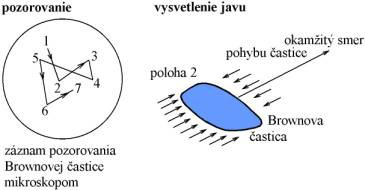 pozorovanie
1
5
3
2
7
4
6
záznam pozorovania
Brownovej častice
mikroskopom
vysvetlenie javu
okamžitý smer
pohybu častice
poloha 2
Brownova
častica